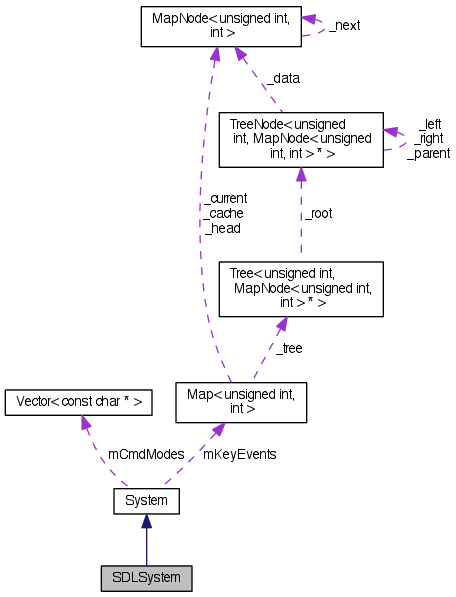 MapNode< unsigned int,
int >
_next
_data
TreeNode< unsigned
int, MapNode< unsigned
int, int > * >
_left
_right
_parent
_current
_cache
_head
_root
Tree< unsigned int,
MapNode< unsigned int,
int > * >
_tree
Map< unsigned int,
int >
Vector< const char * >
mCmdModes
mKeyEvents
System
SDLSystem